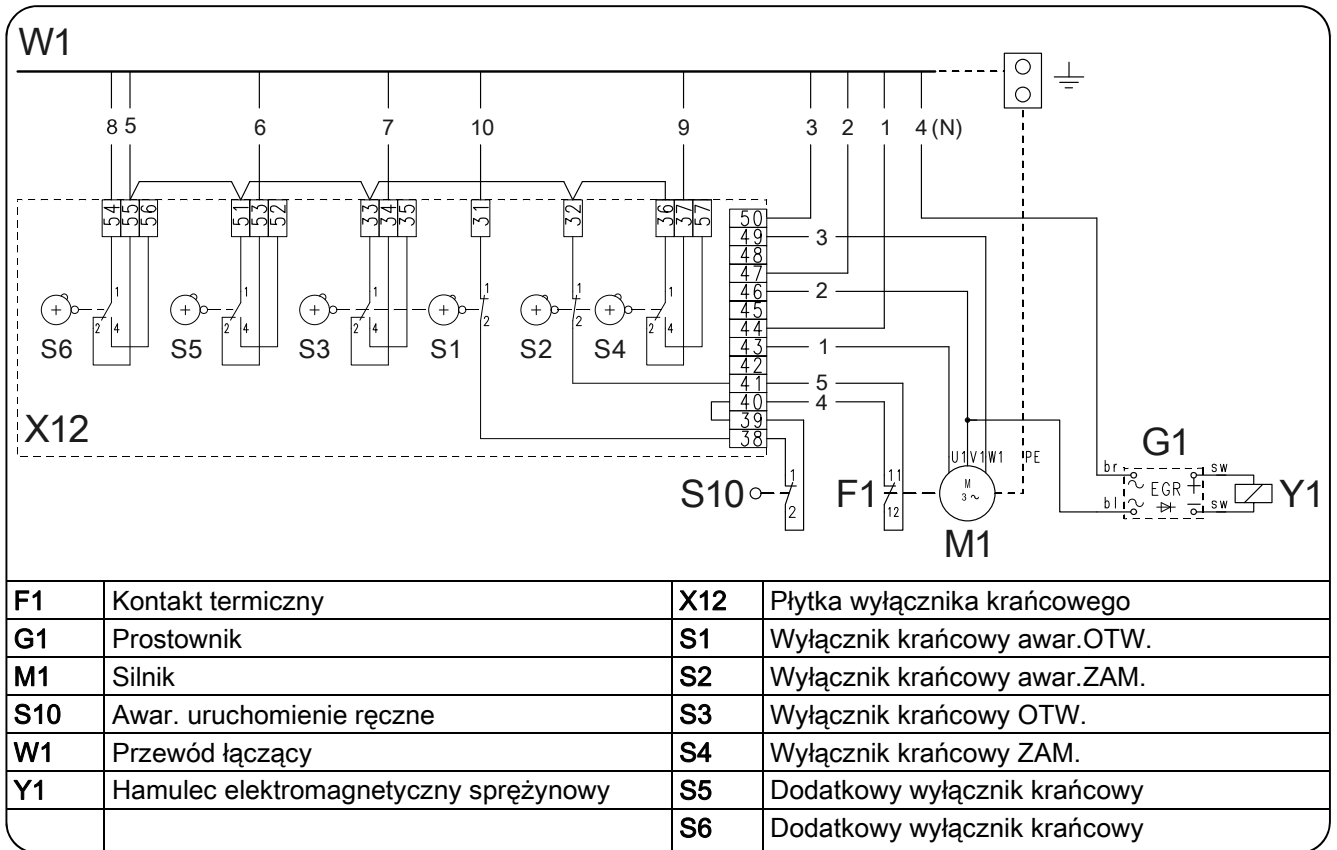 W1
8 5 6 7 10 9 3 2 1 4 (N)
54 55 56 51 53 52 33 34 35 31 32 36 37 57
50
49 3
48
47
46 2
45
44
43 1
42
41 5
40 4
39
38
1 1 1 1 1 1
2 4 2 4 2 4 2 2 2 4
S6 S5 S3 S1 S2 S4
X12
U1 V1 W1 PE
G1
br sw
EGR
bl sw
Y1
S10 1 2
F1 11 12
M 3 ~
M1
F1 Kontakt termiczny X12 Płytka wyłącznika krańcowego
G1 Prostownik S1 Wyłącznik krańcowy awar.OTW.
M1 Silnik S2 Wyłącznik krańcowy awar.ZAM.
S10 Awar. uruchomienie ręczne S3 Wyłącznik krańcowy OTW.
W1 Przewód łączący S4 Wyłącznik krańcowy ZAM.
Y1 Hamulec elektromagnetyczny sprężynowy S5 Dodatkowy wyłącznik krańcowy
S6 Dodatkowy wyłącznik krańcowy